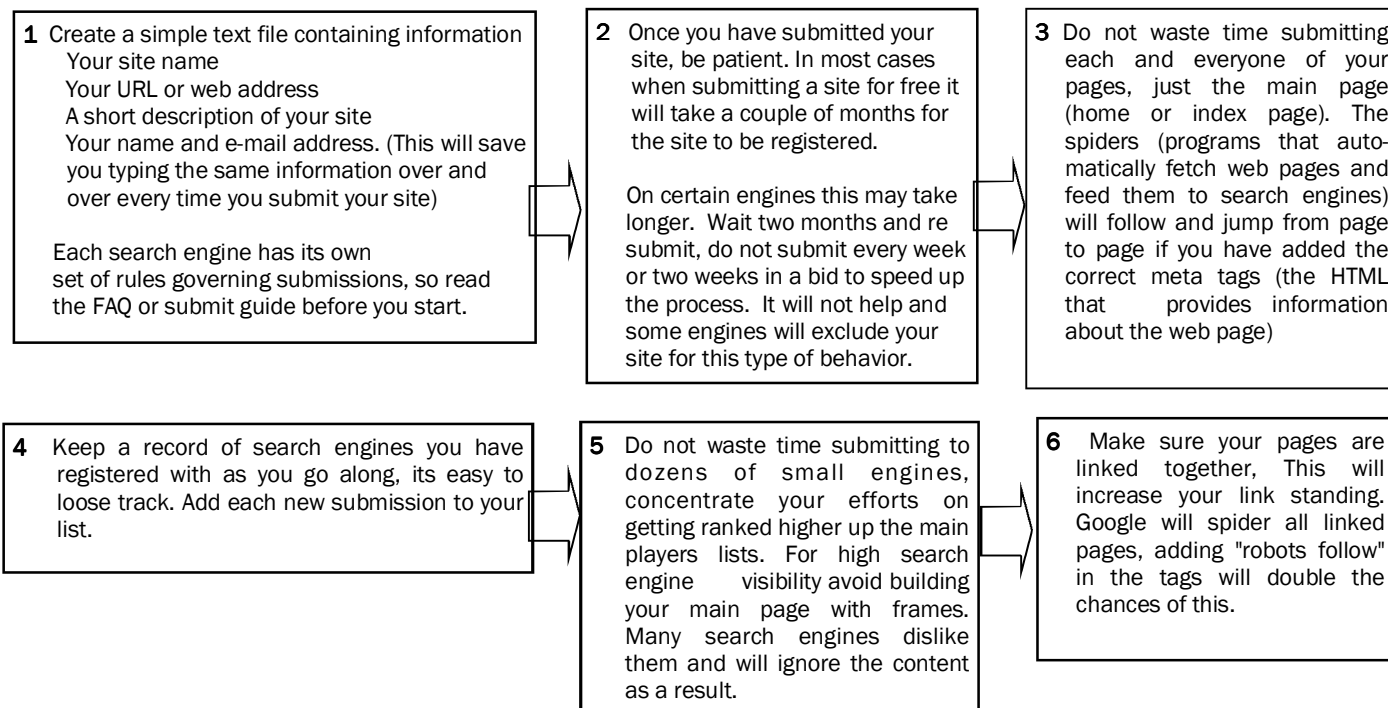 1 Create a simple text file containing information
Your site name
Your URL or web address
A short description of your site
Your name and e-mail address. (This will save
you typing the same information over and
over every time you submit your site)
Each search engine has its own
set of rules governing submissions, so read
the FAQ or submit guide before you start.
2 Once you have submitted your
site, be patient. In most cases
when submitting a site for free it
will take a couple of months for
the site to be registered.
On certain engines this may take
longer. Wait two months and re
submit, do not submit every week
or two weeks in a bid to speed up
the process. It will not help and
some engines will exclude your
site for this type of behavior.
3 Do not waste time submitting
each and everyone of your
pages, just the main page
(home or index page). The
spiders (programs that auto-
matically fetch web pages and
feed them to search engines)
will follow and jump from page
to page if you have added the
correct meta tags (the HTML
that provides information
about the web page)
4 Keep a record of search engines you have
registered with as you go along, its easy to
loose track. Add each new submission to your
list.
5 Do not waste time submitting to
dozens of small engines,
concentrate your efforts on
getting ranked higher up the main
players lists. For high search
engine visibility avoid building
your main page with frames.
Many search engines dislike
them and will ignore the content
as a result.
6 Make sure your pages are
linked together, This will
increase your link standing.
Google will spider all linked
pages, adding "robots follow"
in the tags will double the
chances of this.